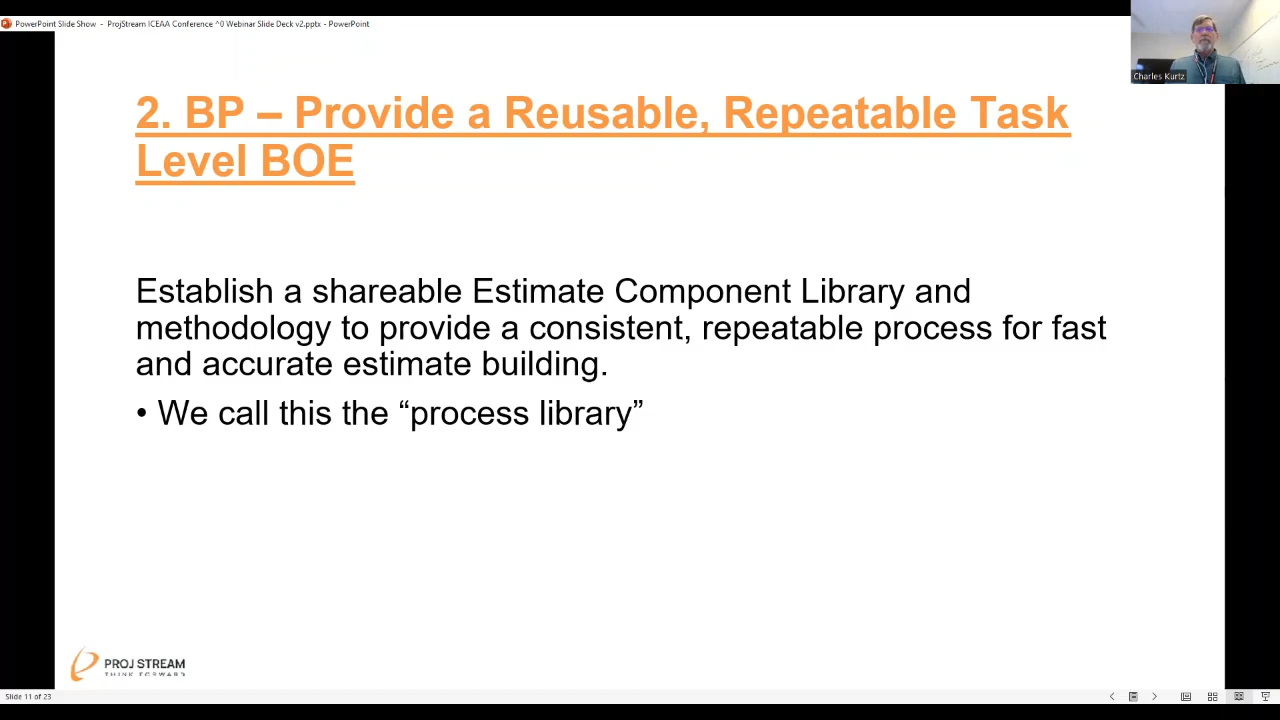 PowerPoint Slide Show - ProjStream ICEAA Conference ^0 Webinar Slide Deck v2.pptx - PowerPoint
Charles Kurtz
2. BP – Provide a Reusable, Repeatable Task
Level BOE
Establish a shareable Estimate Component Library and
methodology to provide a consistent, repeatable process for fast
and accurate estimate building.
• We call this the “process library”
PROJ STREAM
THINK FORWARD
Slide 11 of 23